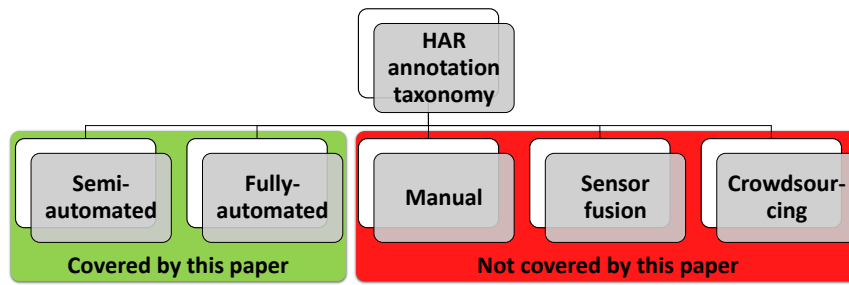 HAR
annotation
taxonomy
Semi-
automated
Fully-
automated
Manual
Sensor
fusion
Crowdsour-
cing
Covered by this paper
Not covered by this paper